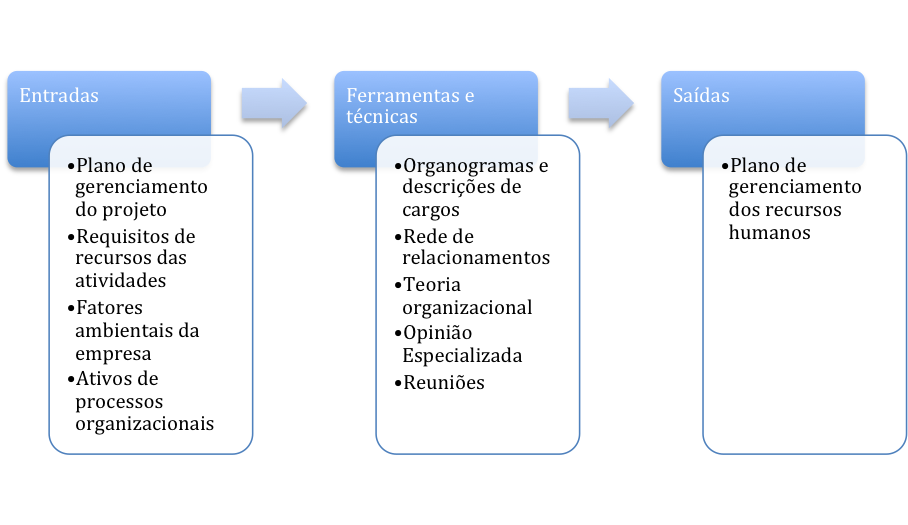 Entradas
•Plano de
gerenciamento
do projeto
•Requisitos de
recursos das
atividades
•Fatores
ambientais da
empresa
•Ativos de
processos
organizacionais
Ferramentas e
técnicas
•Organogramas e
descrições de
cargos
•Rede de
relacionamentos
•Teoria
organizacional
•Opinião
Especializada
•Reuniões
Saídas
•Plano de
gerenciamento
dos recursos
humanos